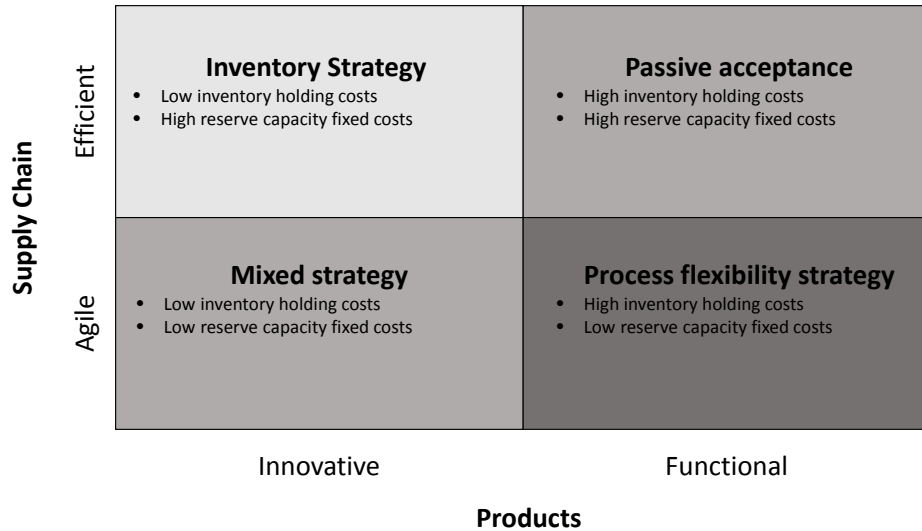 Supply Chain
Efficient
Inventory Strategy
• Low inventory holding costs
• High reserve capacity fixed costs
Passive acceptance
• High inventory holding costs
• High reserve capacity fixed costs
Agile
Mixed strategy
• Low inventory holding costs
• Low reserve capacity fixed costs
Process flexibility strategy
• High inventory holding costs
• Low reserve capacity fixed costs
Innovative
Functional
Products